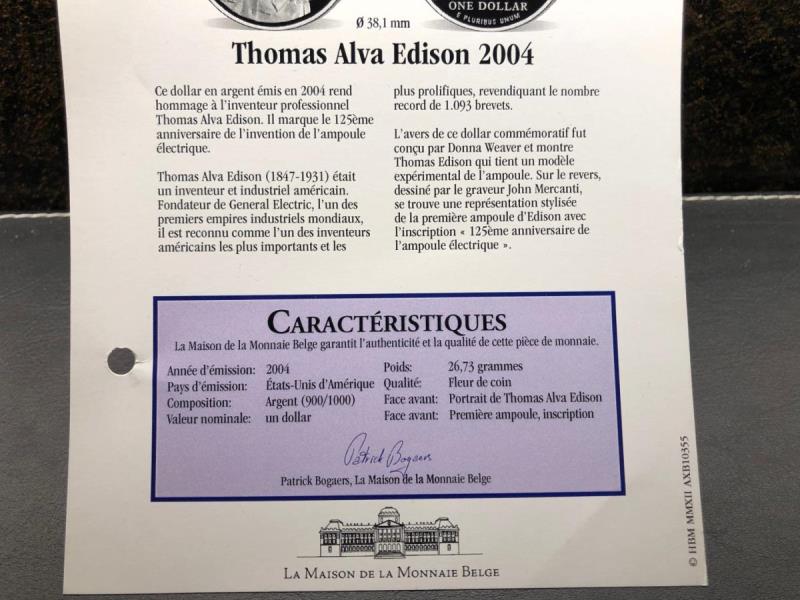 ONE DOLLAR
E PLURIBUS UNUM
Ø 38,1 mm
Thomas Alva Edison 2004
Ce dollar en argent émis en 2004 rend
hommage à l'inventeur professionnel
Thomas Alva Edison. Il marque le 125ème
anniversaire de l'invention de l'ampoule
électrique.
Thomas Alva Edison (1847-1931) était
un inventeur et industriel américain.
Fondateur de General Electric, l'un des
premiers empires industriels mondiaux,
il est reconnu comme l'un des inventeurs
américains les plus importants et les
plus prolifiques, revendiquant le nombre
record de 1.093 brevets.
L'avers de ce dollar commémoratif fut
conçu par Donna Weaver et montre
Thomas Edison qui tient un modèle
expérimental de l'ampoule. Sur le revers,
dessiné par le graveur John Mercanti,
se trouve une représentation stylisée
de la première ampoule d'Edison avec
l'inscription « 125ème anniversaire de
l'ampoule électrique ».
CARACTÉRISTIQUES
La Maison de la Monnaie Belge garantit l'authenticité et la qualité de cette pièce de monnaie.
Année d'émission: 2004
Pays d'émission: États-Unis d'Amérique
Composition: Argent (900/1000)
Valeur nominale: un dollar
Poids: 26,73 grammes
Qualité: Fleur de coin
Face avant: Portrait de Thomas Alva Edison
Face avant: Première ampoule, inscription
Patrick Bogaers
Patrick Bogaers, La Maison de la Monnaie Belge
LA MAISON DE LA MONNAIE BELGE
© HBM MMXII AXB10355